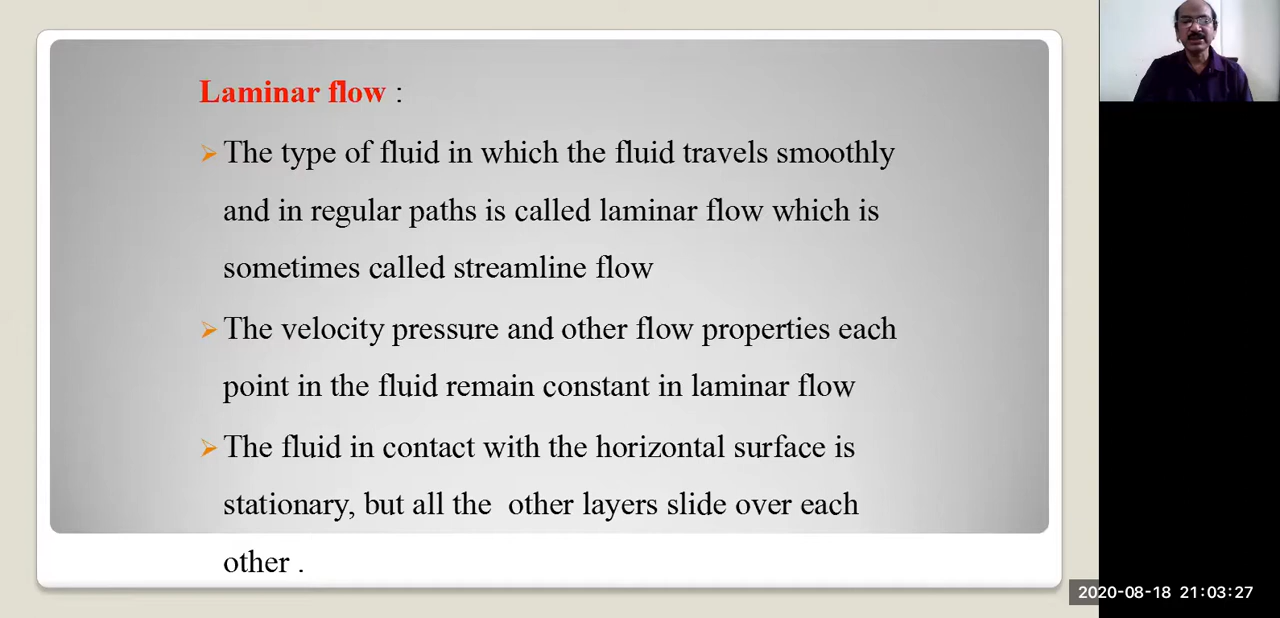 Laminar flow :
The type of fluid in which the fluid travels smoothly
and in regular paths is called laminar flow which is
sometimes called streamline flow
The velocity pressure and other flow properties each
point in the fluid remain constant in laminar flow
The fluid in contact with the horizontal surface is
stationary, but all the other layers slide over each
other .
2020-08-18 21:03:27